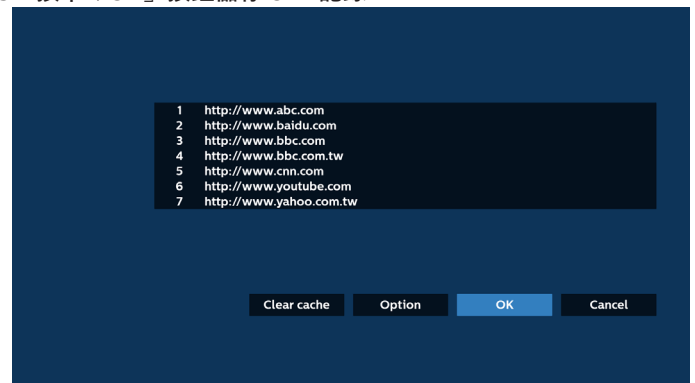 1 http://www.abc.com
2 http://www.baidu.com
3 http://www.bbc.com
4 http://www.bbc.com.tw
5 http://www.cnn.com
6 http://www.youtube.com
7 http://www.yahoo.com.tw
Clear cache Option OK Cancel